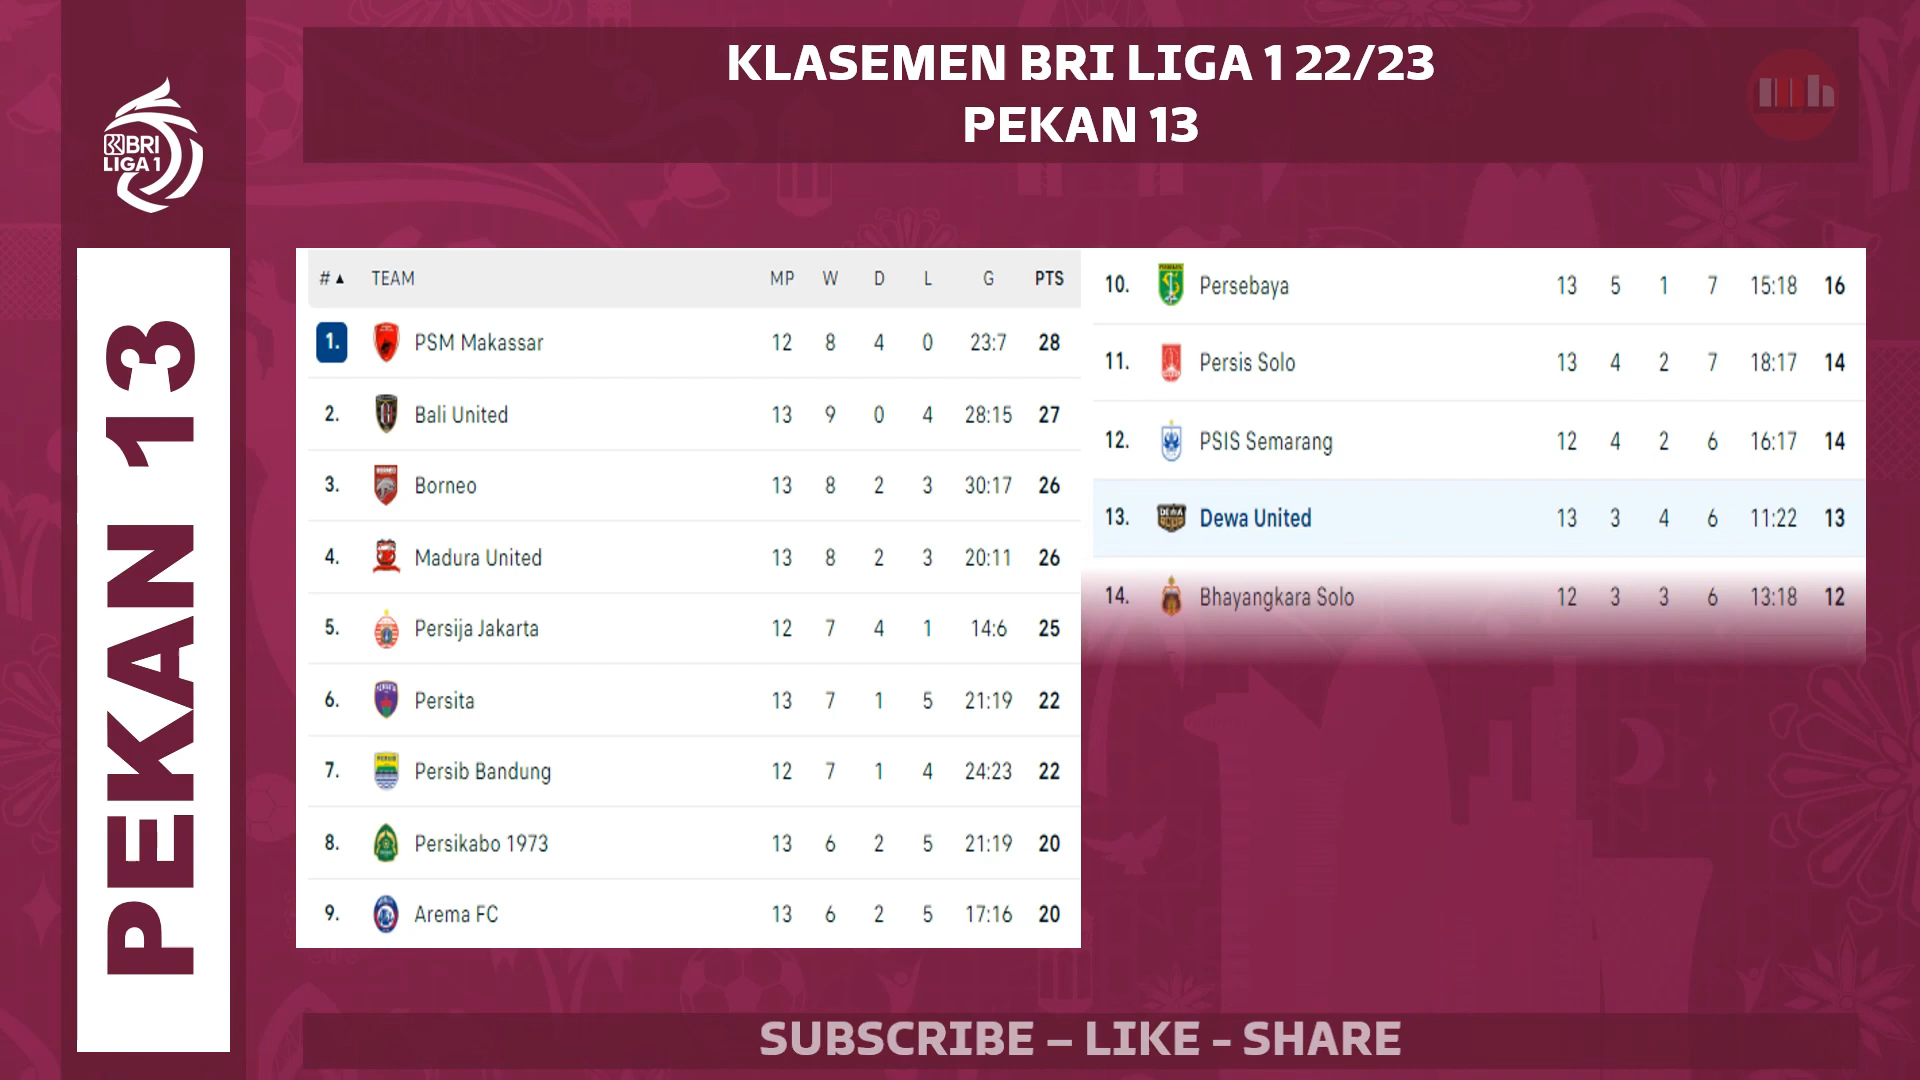 BRI
LIGA 1
KLASEMEN BRI LIGA 1 22/23
PEKAN 13
PEKAN 13
# ▲ TEAM MP W D L G PTS
1. PSM Makassar 12 8 4 0 23:7 28
2. Bali United 13 9 0 4 28:15 27
3. Borneo 13 8 2 3 30:17 26
4. Madura United 13 8 2 3 20:11 26
5. Persija Jakarta 12 7 4 1 14:6 25
6. Persita 13 7 1 5 21:19 22
7. Persib Bandung 12 7 1 4 24:23 22
8. Persikabo 1973 13 6 2 5 21:19 20
9. Arema FC 13 6 2 5 17:16 20
10. Persebaya 13 5 1 7 15:18 16
11. Persis Solo 13 4 2 7 18:17 14
12. PSIS Semarang 12 4 2 6 16:17 14
13. Dewa United 13 3 4 6 11:22 13
14. Bhayangkara Solo 12 3 3 6 13:18 12
SUBSCRIBE – LIKE - SHARE